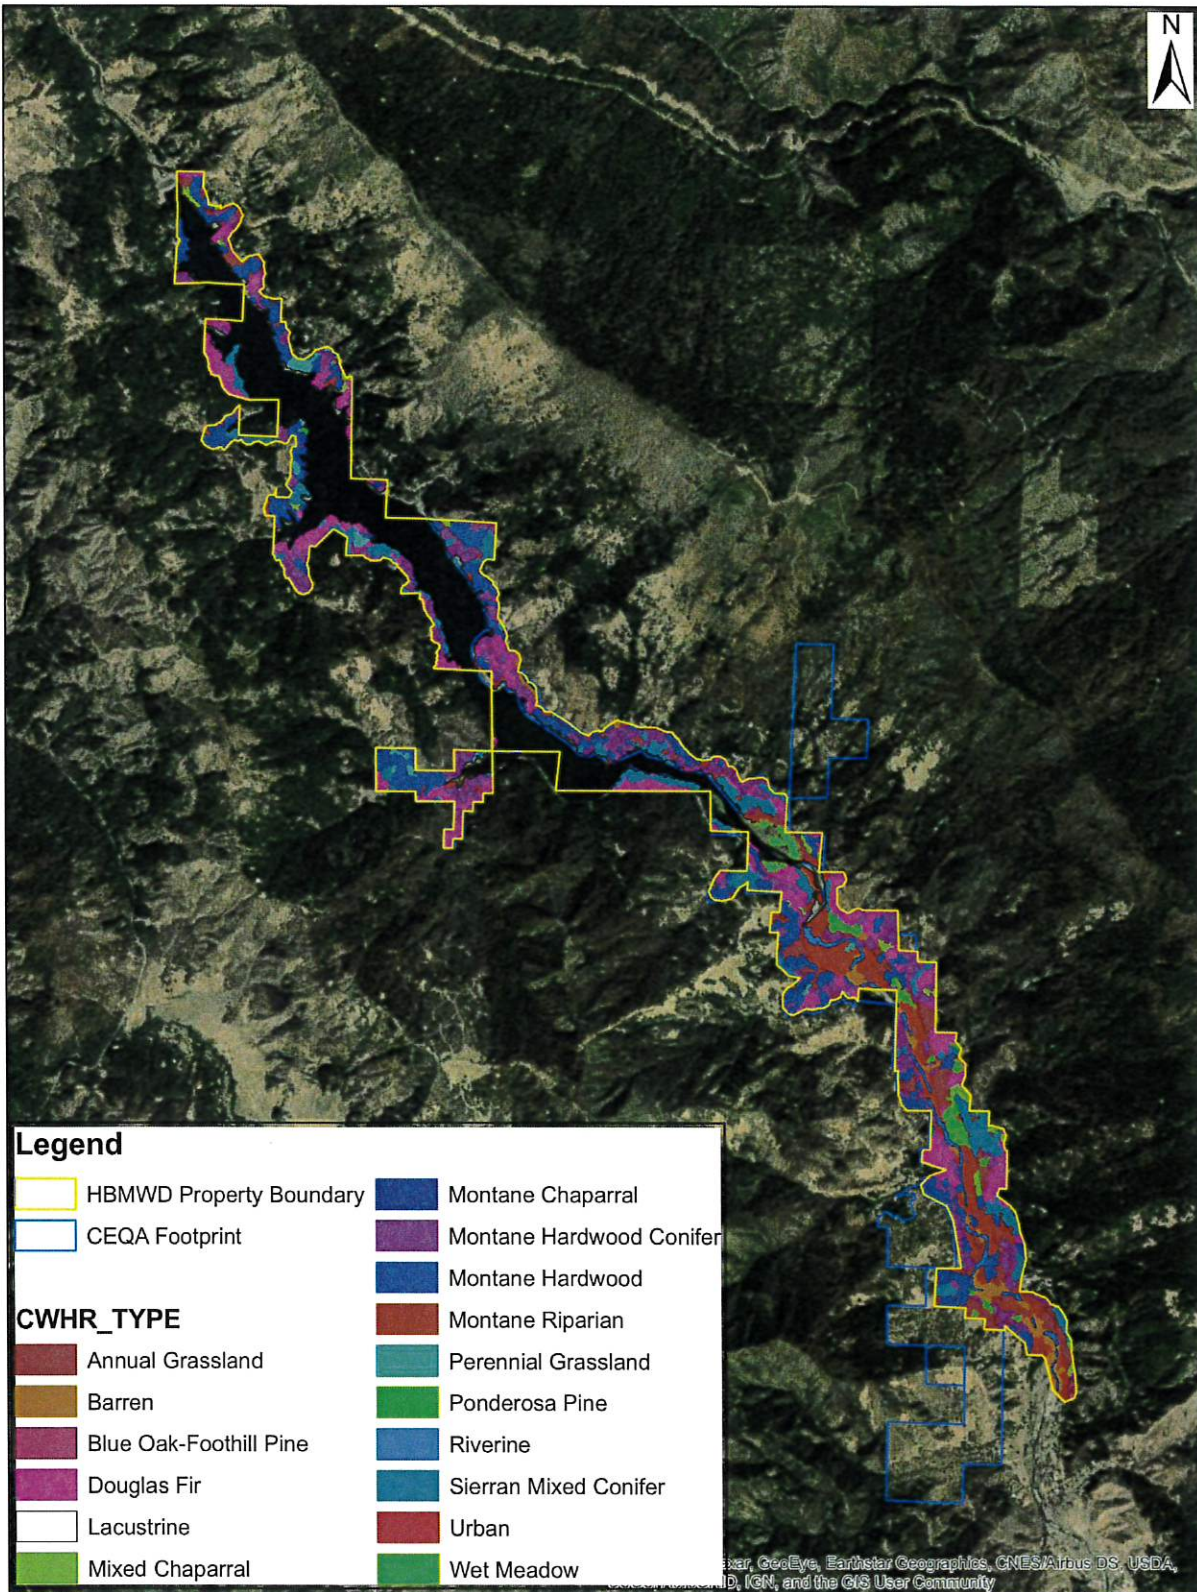 N
Legend
HBMWD Property Boundary
CEQA Footprint
CWHR_TYPE
Annual Grassland
Barren
Blue Oak-Foothill Pine
Douglas Fir
Lacustrine
Mixed Chaparral
Montane Chaparral
Montane Hardwood Conifer
Montane Hardwood
Montane Riparian
Perennial Grassland
Ponderosa Pine
Riverine
Sierran Mixed Conifer
Urban
Wet Meadow
GeoEye, Earthstar Geographics, CNES/Airbus DS, USDA,
IGN, and the GIS User Community